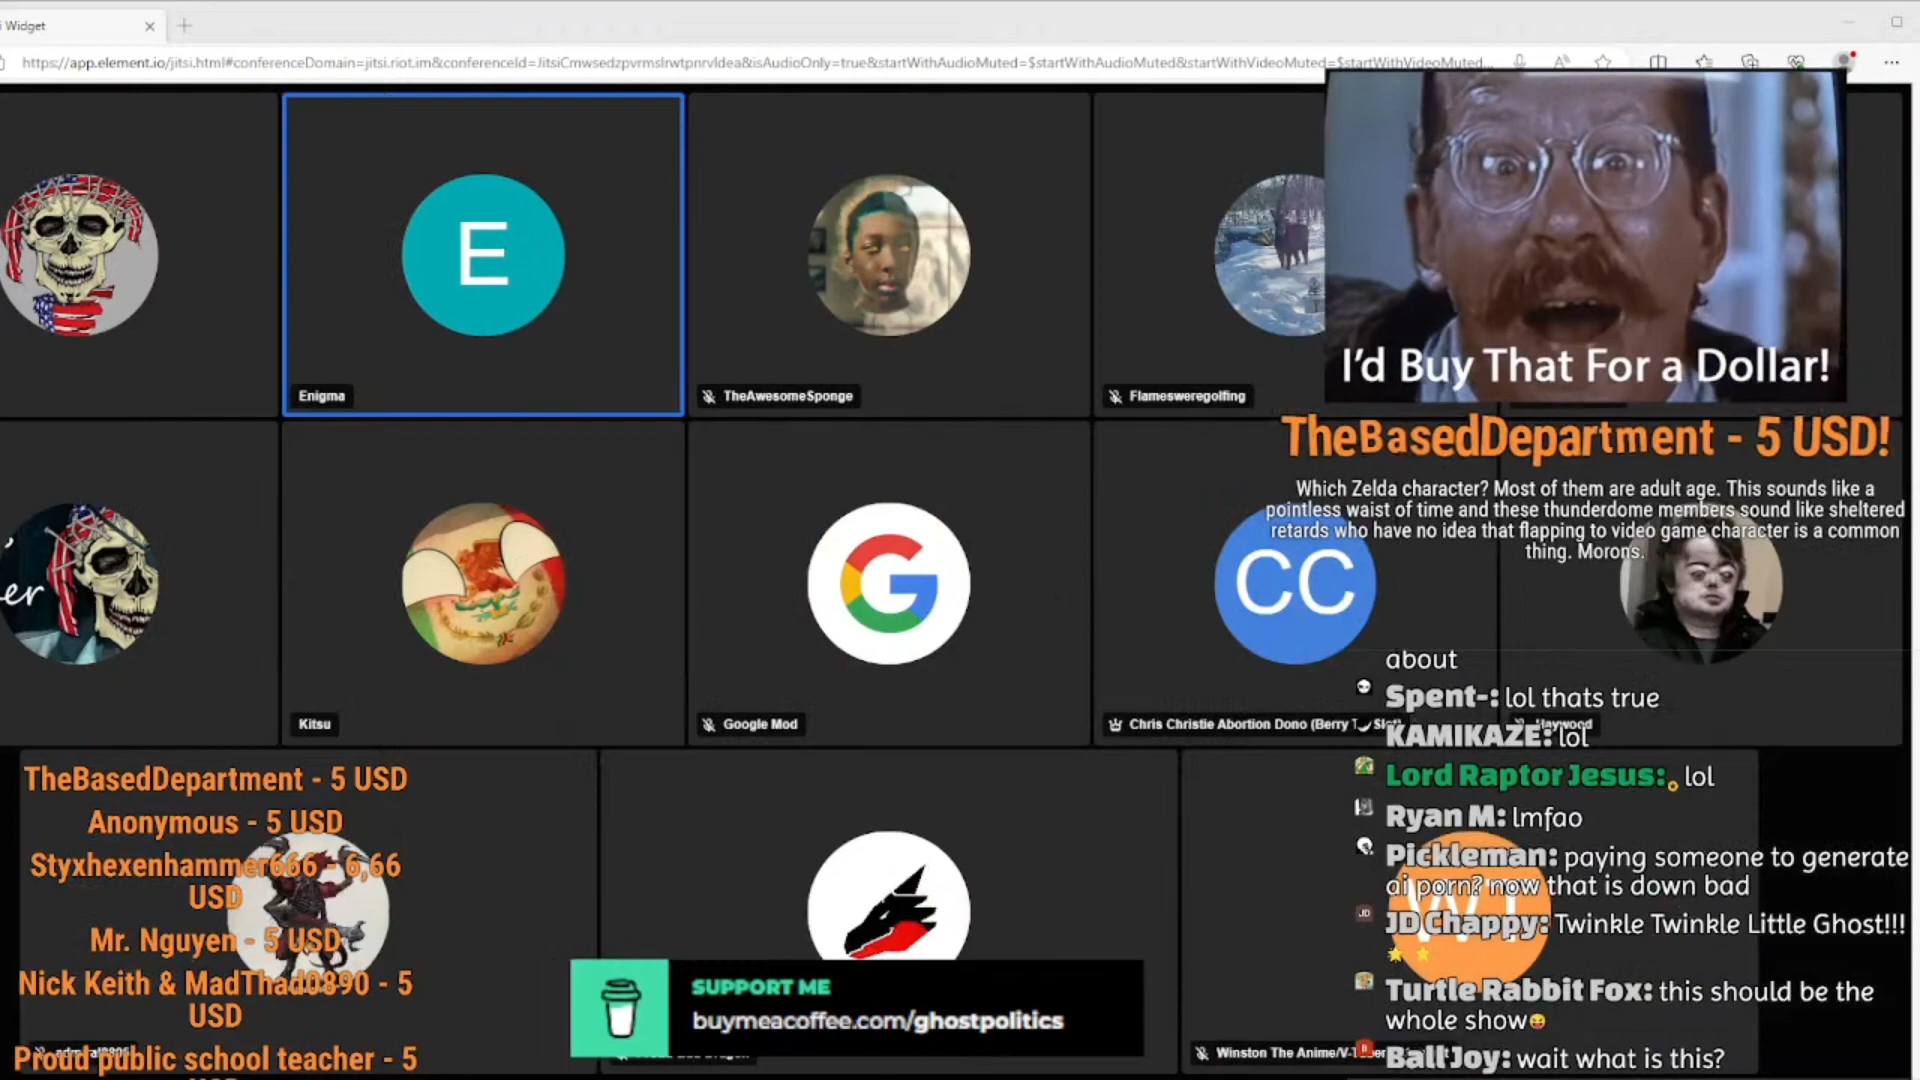 Widget
https://app.element.io/jitsi.html#conferenceDomain=jitsi.riot.im&conferenceId=JitsiCmwsedzpvrmslrwtpnrvldea&isAudioOnly=true&startWithAudioMuted=$startWithAudioMuted&startWithVideoMuted=$startWithVideoMuted...
E
Enigma
TheAwesomeSponge
Flamesweregolfing
I'd Buy That For a Dollar!
TheBasedDepartment - 5 USD!
Which Zelda character? Most of them are adult age. This sounds like a
pointless waist of time and these thunderdome members sound like sheltered
retards who have no idea that flapping to video game character is a common
thing. Morons.
er
Kitsu
G
Google Mod
CC
Chris Christie Abortion Dono (Berry
Haywood
about
Spent-: lol thats true
KAMIKAZE: lol
Lord Raptor Jesus: lol
Ryan M: lmfao
Pickleman: paying someone to generate
ai porn? now that is down bad
JD Chappy: Twinkle Twinkle Little Ghost!!!
Turtle Rabbit Fox: this should be the
whole show
Ball Joy: wait what is this?
TheBasedDepartment - 5 USD
Anonymous - 5 USD
Styxhexenhammer666 - 6,66
USD
Mr. Nguyen - 5 USD
Nick Keith & MadThad0890 - 5
USD
Proud public school teacher - 5
USD
SUPPORT ME
buymeacoffee.com/ghostpolitics
Winston The Anime/V-Tuber